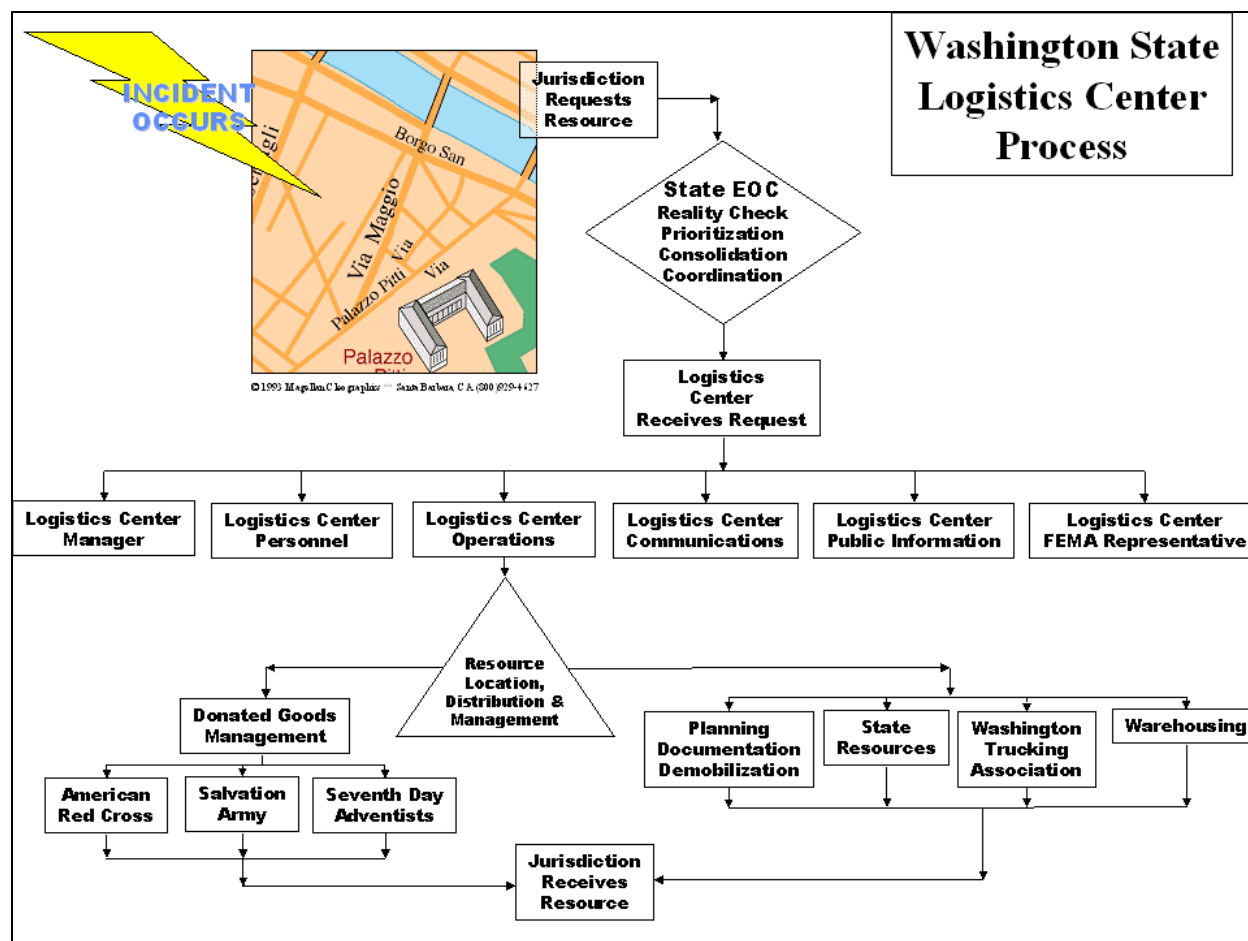 Washington State
Logistics Center
Process
INCIDENT
OCCURS
Borgo San
Via Maggio
Via
Via
Palazzo Pitti
Palazzo
Jurisdiction
Requests
Resource
State EOC
Reality Check
Prioritization
Consolidation
Coordination
Logistics
Center
Receives Request
Logistics Center
Manager
Logistics Center
Personnel
Logistics Center
Operations
Logistics Center
Communications
Logistics Center
Public Information
Logistics Center
FEMA Representative
Resource
Location,
Distribution &
Management
Donated Goods
Management
American
Red Cross
Salvation
Army
Seventh Day
Adventists
Planning
Documentation
Demobilization
State
Resources
Washington
Trucking
Association
Warehousing
Jurisdiction
Receives
Resource